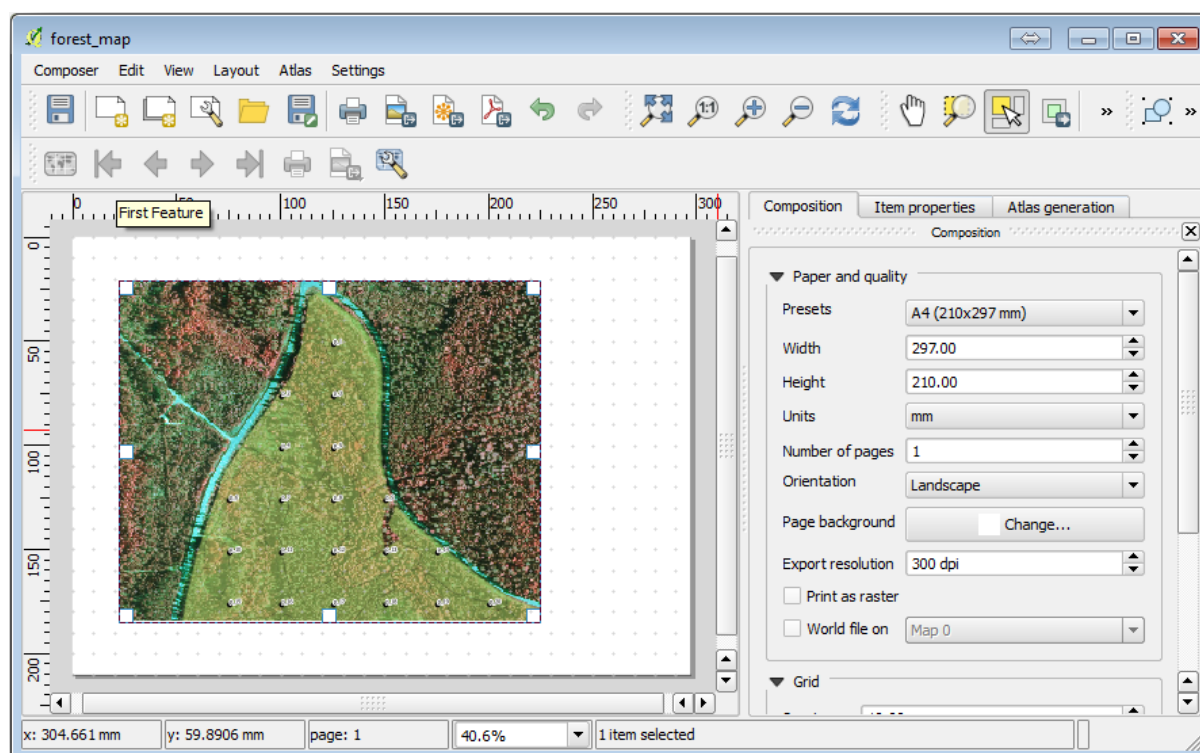 forest_map
Composer Edit View Layout Atlas Settings
1:1
» »
0 50 100 150 200 250 300
First Feature
0
50
100
150
200
Composition Item properties Atlas generation
Composition
Paper and quality
Presets A4 (210x297 mm)
Width 297.00
Height 210.00
Units mm
Number of pages 1
Orientation Landscape
Page background Change...
Export resolution 300 dpi
Print as raster
World file on Map 0
Grid
x: 304.661 mm y: 59.8906 mm page: 1 40.6% 1 item selected